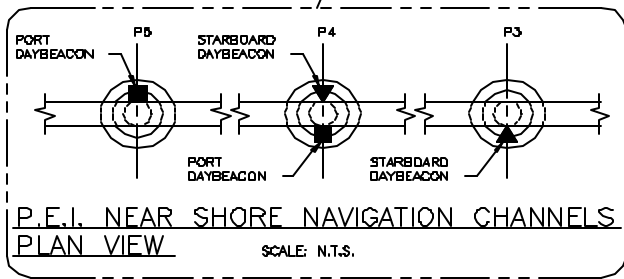 P5
P4
P3
PORT
DAYBEACON
STARBOARD
DAYBEACON
PORT
DAYBEACON
STARBOARD
DAYBEACON
P.E.I. NEAR SHORE NAVIGATION CHANNELS
PLAN VIEW
SCALE: N.T.S.